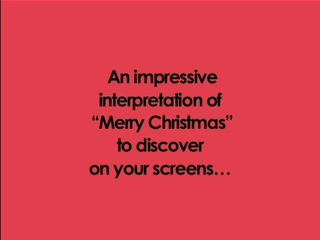 An impressive
interpretation of
“Merry Christmas”
to discover
on your screens…